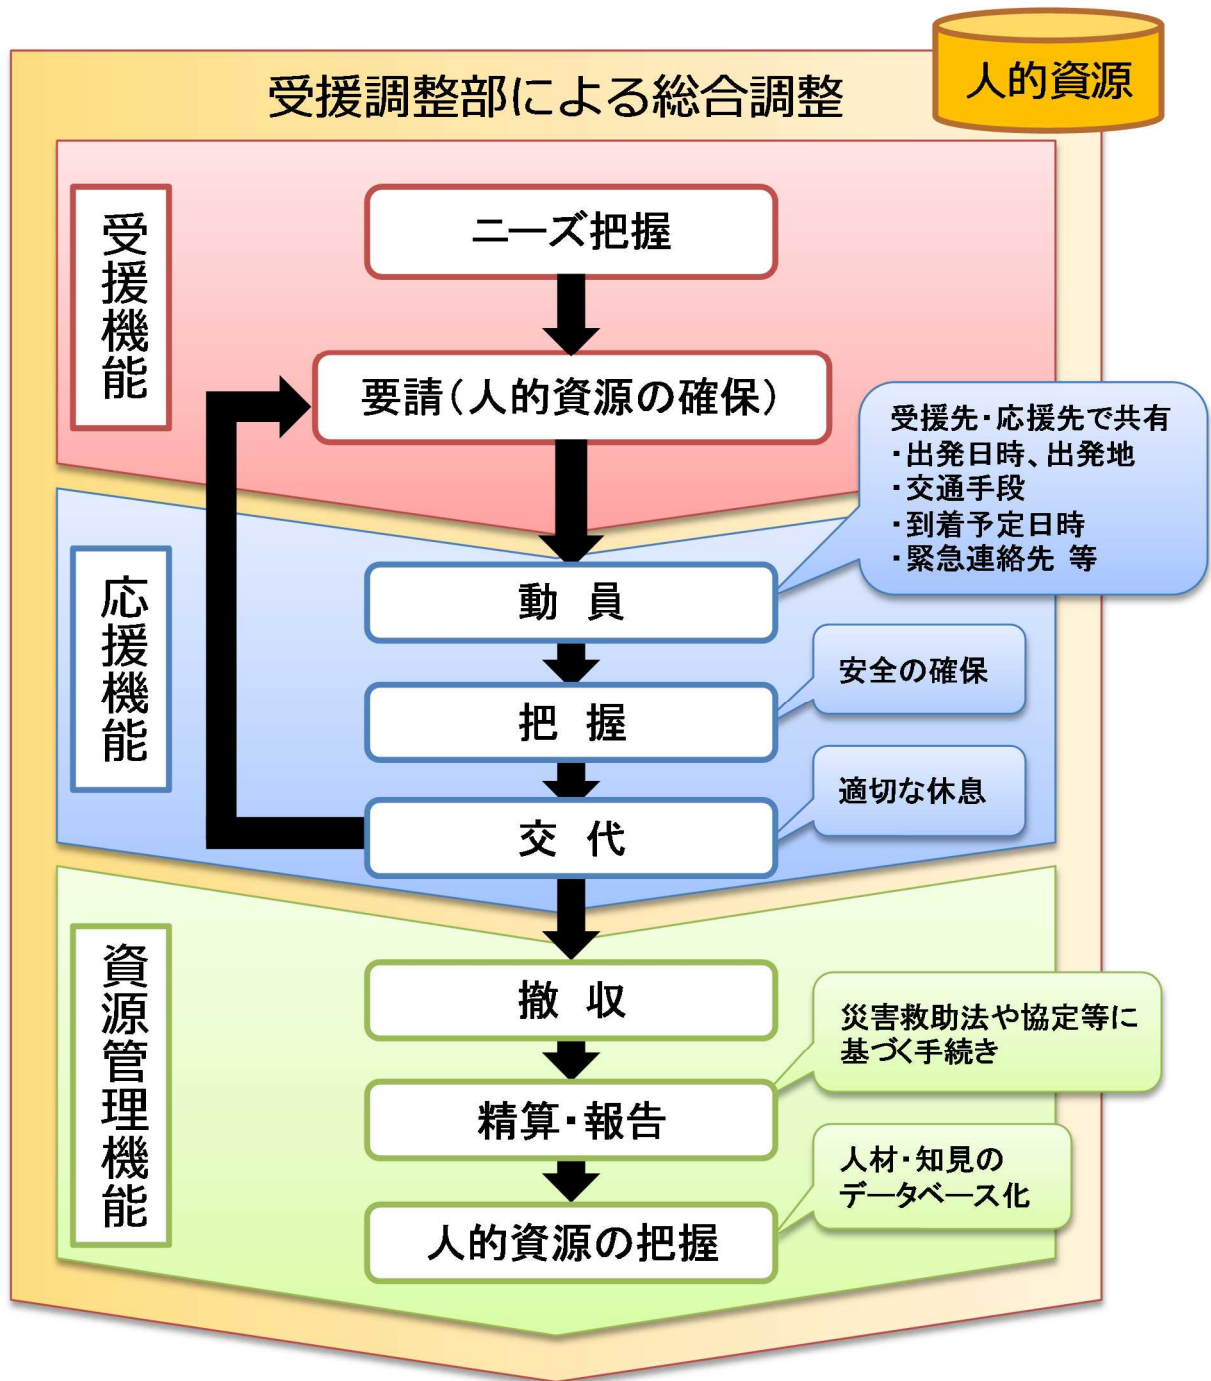 人的資源
受援調整部による総合調整
受援機能
ニーズ把握
要請(人的資源の確保)
受援先・応援先で共有
・出発日時、出発地
・交通手段
・到着予定日時
・緊急連絡先 等
応援機能
動 員
把 握
安全の確保
交 代
適切な休息
資源管理機能
撤 収
精算・報告
災害救助法や協定等に
基づく手続き
人的資源の把握
人材・知見の
データベース化